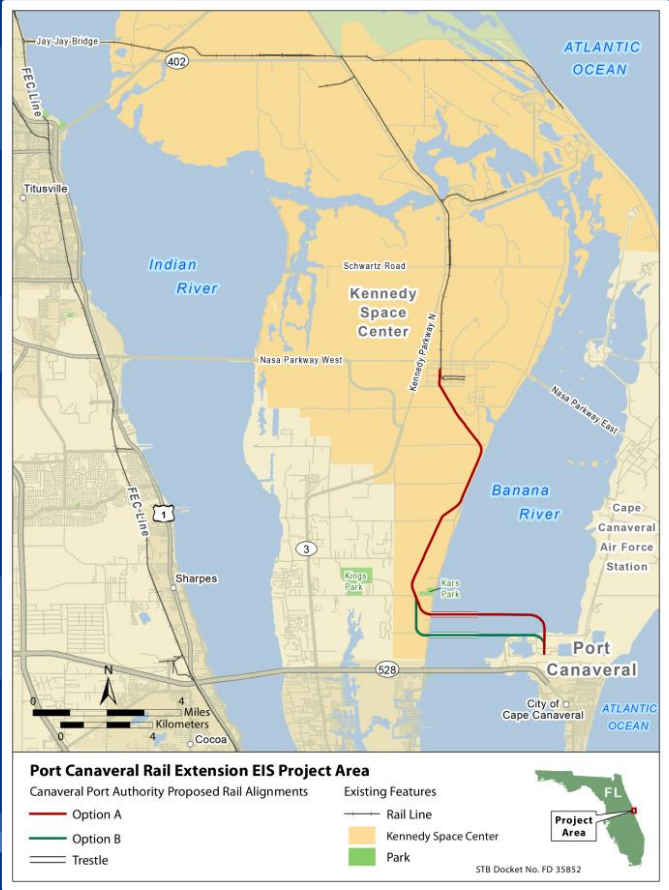 Jay-Jay-Bridge
402
ATLANTIC
OCEAN
FEC-Line
Titusville
Indian
River
Schwartz Road
Kennedy
Space
Center
Kennedy Parkway N
Nasa Parkway West
Nasa Parkway East
Banana
River
FEC-Line
1
Cape
Canaveral
Air Force
Station
3
Sharpes
Kings
Park
Kars
Park
Port
Canaveral
528
N
0 4
Miles
Kilometers
0 4
City of
Cape Canaveral
ATLANTIC
OCEAN
Cocoa
Port Canaveral Rail Extension EIS Project Area
Canaveral Port Authority Proposed Rail Alignments
Option A
Option B
Trestle
Existing Features
Rail Line
Kennedy Space Center
Park
FL
Project
Area
STB Docket No. FD 35852